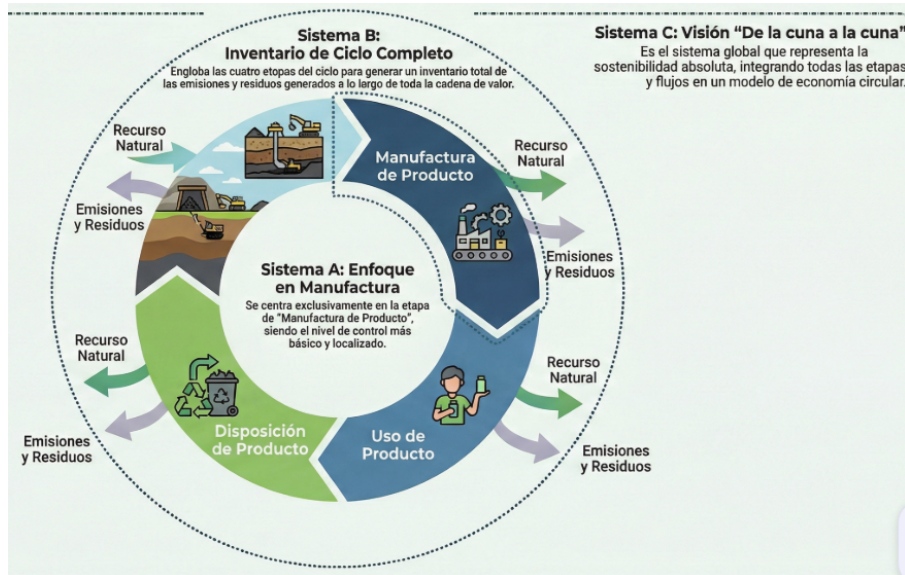 Sistema B:
Inventario de Ciclo Completo
Engloba las cuatro etopas del ciclo para generar un inventario total de
las emisiones y residuos generados a lo largo de toda la cadena de valor.
Sistema C: Visión “De la cuna a la cuna”
Es el sistema global que representa la
sostenibilidad absoluta, integrando todas las etapas
y flujos en un modelo de economía circular.
Recurso
Natural
Emisiones
y Residuos
Manufactura
de Producto
Recurso
Natural
Emisiones
y Residuos
Sistema A: Enfoque
en Manufactura
Se centra exclusivamente en la etapa
de “Manufactura de Producto”,
siendo el nivel de control más
básico y localizado.
Recurso
Natural
Emisiones
y Residuos
Disposición
de Producto
Uso de
Producto
Recurso
Natural
Emisiones
y Residuos